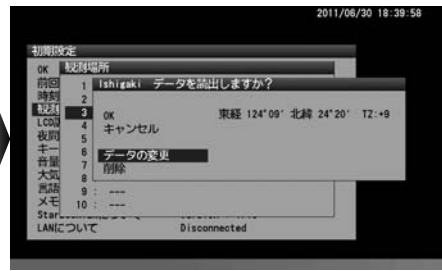 2011/06/30 18:39:58
初期設定
OK 観測場所
前回 1 Ishigaki データを読出しますか?
時刻 2
観測 3 OK 東経 124°09′ 北緯 24°20′ TZ:+9
LCD 4 キャンセル
夜間 5
キー 6 データの変更
音量 7 削除
大気 8
言語 9 : ---
メモ 10 : ---
LANについて Disconnected